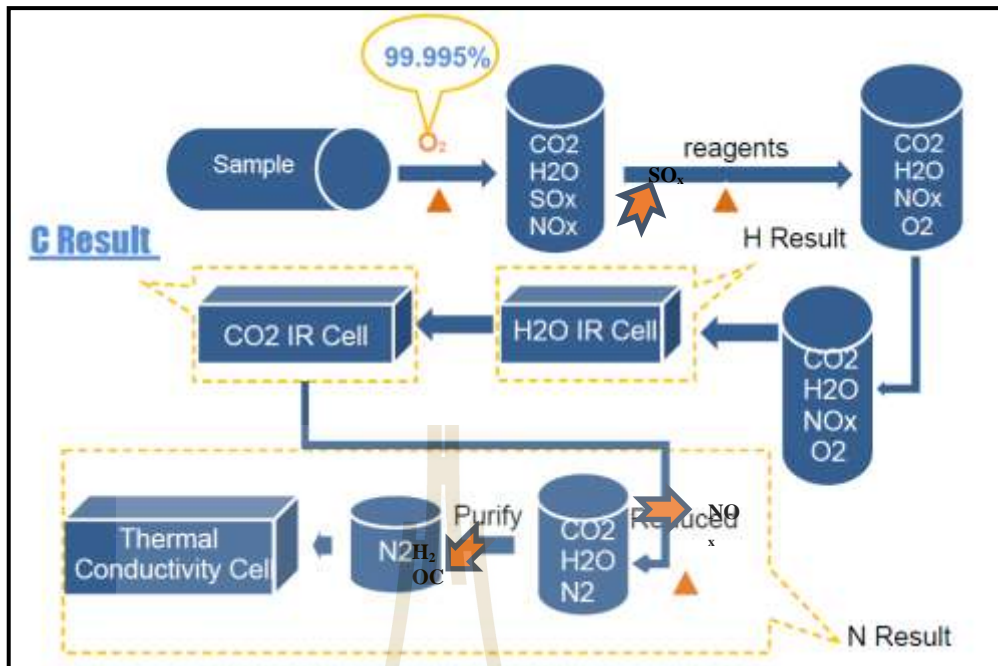 99.995%
O₂
Sample
CO2
H2O
SOx
NOx
SOₓ
reagents
CO2
H2O
NOx
O2
C Result
H Result
CO2 IR Cell
H2O IR Cell
CO2
H2O
NOx
O2
Thermal
Conductivity Cell
N2
H₂
OC
Purify
CO2
H2O
N2
Reduced
NO
x
N Result